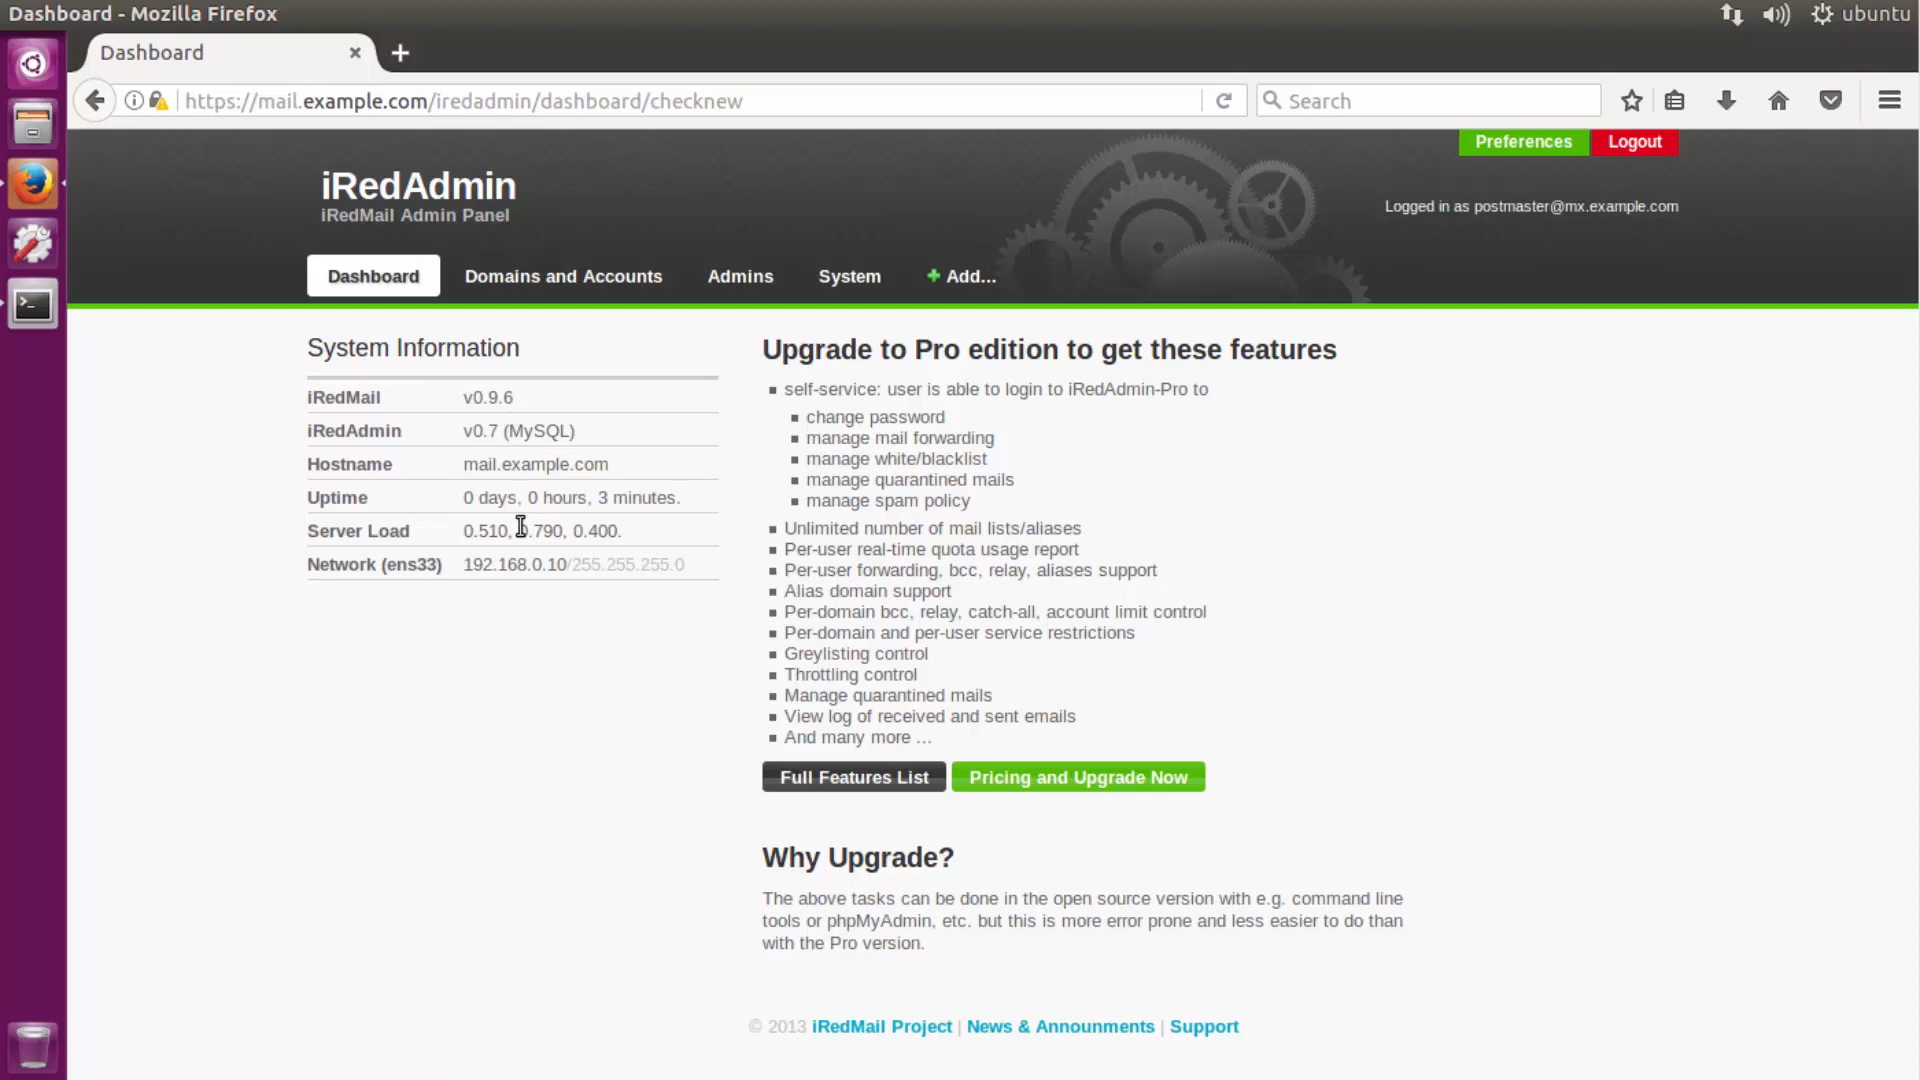 Dashboard - Mozilla Firefox
ubuntu
Dashboard
https://mail.example.com/iredadmin/dashboard/checknew
Search
Preferences
Logout
iRedAdmin
iRedMail Admin Panel
Logged in as postmaster@mx.example.com
Dashboard
Domains and Accounts
Admins
System
Add...
System Information
iRedMail v0.9.6
iRedAdmin v0.7 (MySQL)
Hostname mail.example.com
Uptime 0 days, 0 hours, 3 minutes.
Server Load 0.510, 0.790, 0.400.
Network (ens33) 192.168.0.10/255.255.255.0
Upgrade to Pro edition to get these features
self-service: user is able to login to iRedAdmin-Pro to
change password
manage mail forwarding
manage white/blacklist
manage quarantined mails
manage spam policy
Unlimited number of mail lists/aliases
Per-user real-time quota usage report
Per-user forwarding, bcc, relay, aliases support
Alias domain support
Per-domain bcc, relay, catch-all, account limit control
Per-domain and per-user service restrictions
Greylisting control
Throttling control
Manage quarantined mails
View log of received and sent emails
And many more ...
Full Features List
Pricing and Upgrade Now
Why Upgrade?
The above tasks can be done in the open source version with e.g. command line
tools or phpMyAdmin, etc. but this is more error prone and less easier to do than
with the Pro version.
© 2013 iRedMail Project | News & Announments | Support